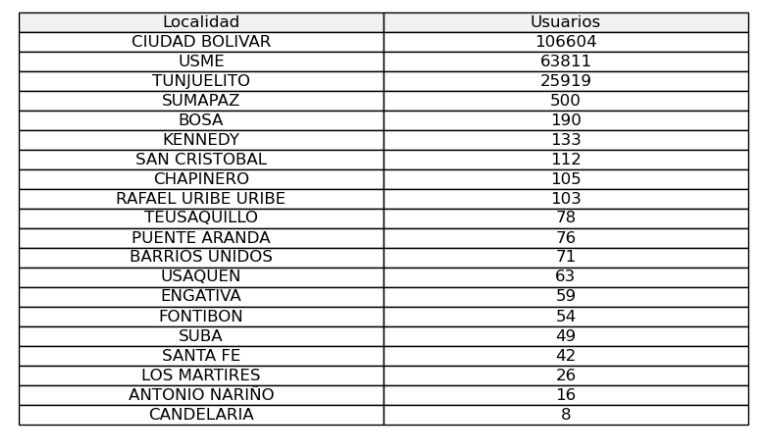 Localidad Usuarios
CIUDAD BOLIVAR 106604
USME 63811
TUNJUELITO 25919
SUMAPAZ 500
BOSA 190
KENNEDY 133
SAN CRISTOBAL 112
CHAPINERO 105
RAFAEL URIBE URIBE 103
TEUSAQUILLO 78
PUENTE ARANDA 76
BARRIOS UNIDOS 71
USAQUEN 63
ENGATIVA 59
FONTIBON 54
SUBA 49
SANTA FE 42
LOS MARTIRES 26
ANTONIO NARIÑO 16
CANDELARIA 8